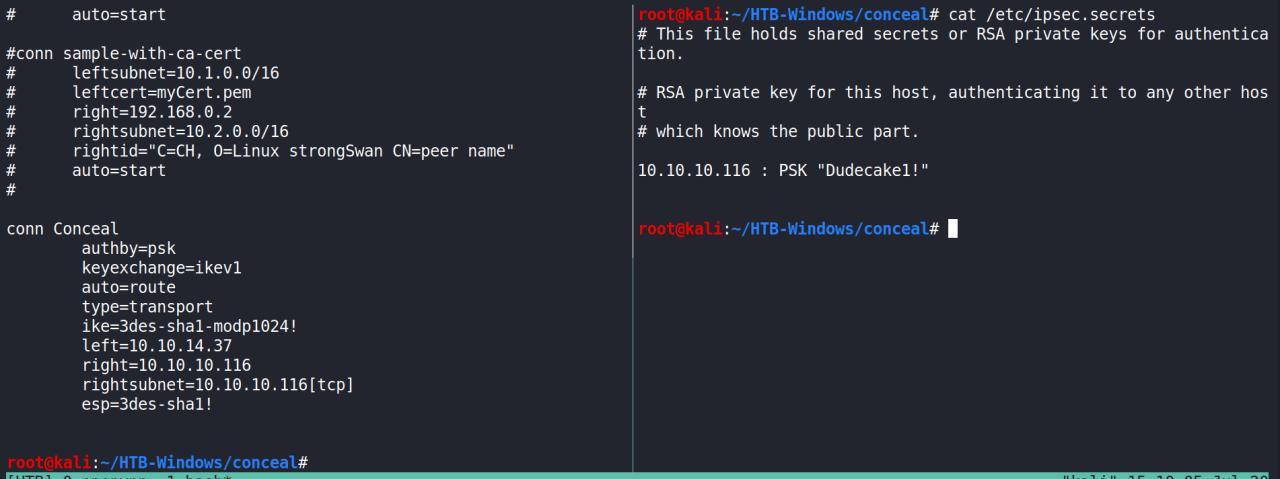 #      auto=start

#conn sample-with-ca-cert
#      leftsubnet=10.1.0.0/16
#      leftcert=myCert.pem
#      right=192.168.0.2
#      rightsubnet=10.2.0.0/16
#      rightid="C=CH, O=Linux strongSwan CN=peer name"
#      auto=start
#

conn Conceal
        authby=psk
        keyexchange=ikev1
        auto=route
        type=transport
        ike=3des-sha1-modp1024!
        left=10.10.14.37
        right=10.10.10.116
        rightsubnet=10.10.10.116[tcp]
        esp=3des-sha1!

root@kali:~/HTB-Windows/conceal#
root@kali:~/HTB-Windows/conceal# cat /etc/ipsec.secrets
# This file holds shared secrets or RSA private keys for authentica
tion.

# RSA private key for this host, authenticating it to any other hos
t
# which knows the public part.

10.10.10.116 : PSK "Dudecake1!"

root@kali:~/HTB-Windows/conceal#